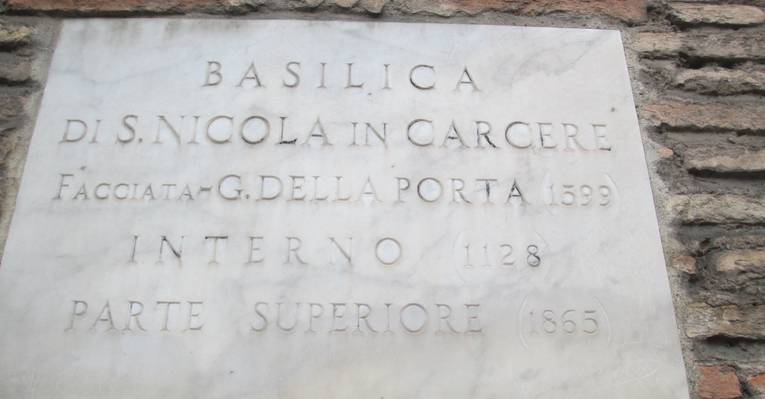 BASILICA
DI S. NICOLA IN CARCERE
FACCIATA-G. DELLA PORTA (1599)
INTERNO (1128)
PARTE SUPERIORE (1865)